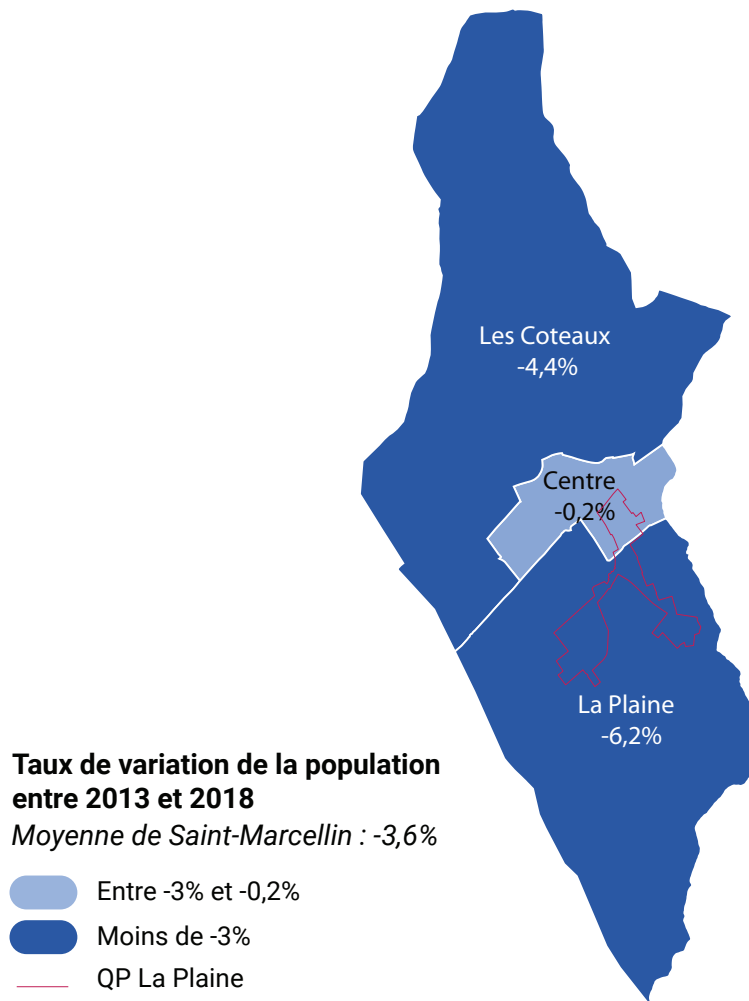 Les Coteaux
-4,4%
Centre
-0,2%
La Plaine
-6,2%
Taux de variation de la population
entre 2013 et 2018
Moyenne de Saint-Marcellin : -3,6%
Entre -3% et -0,2%
Moins de -3%
QP La Plaine